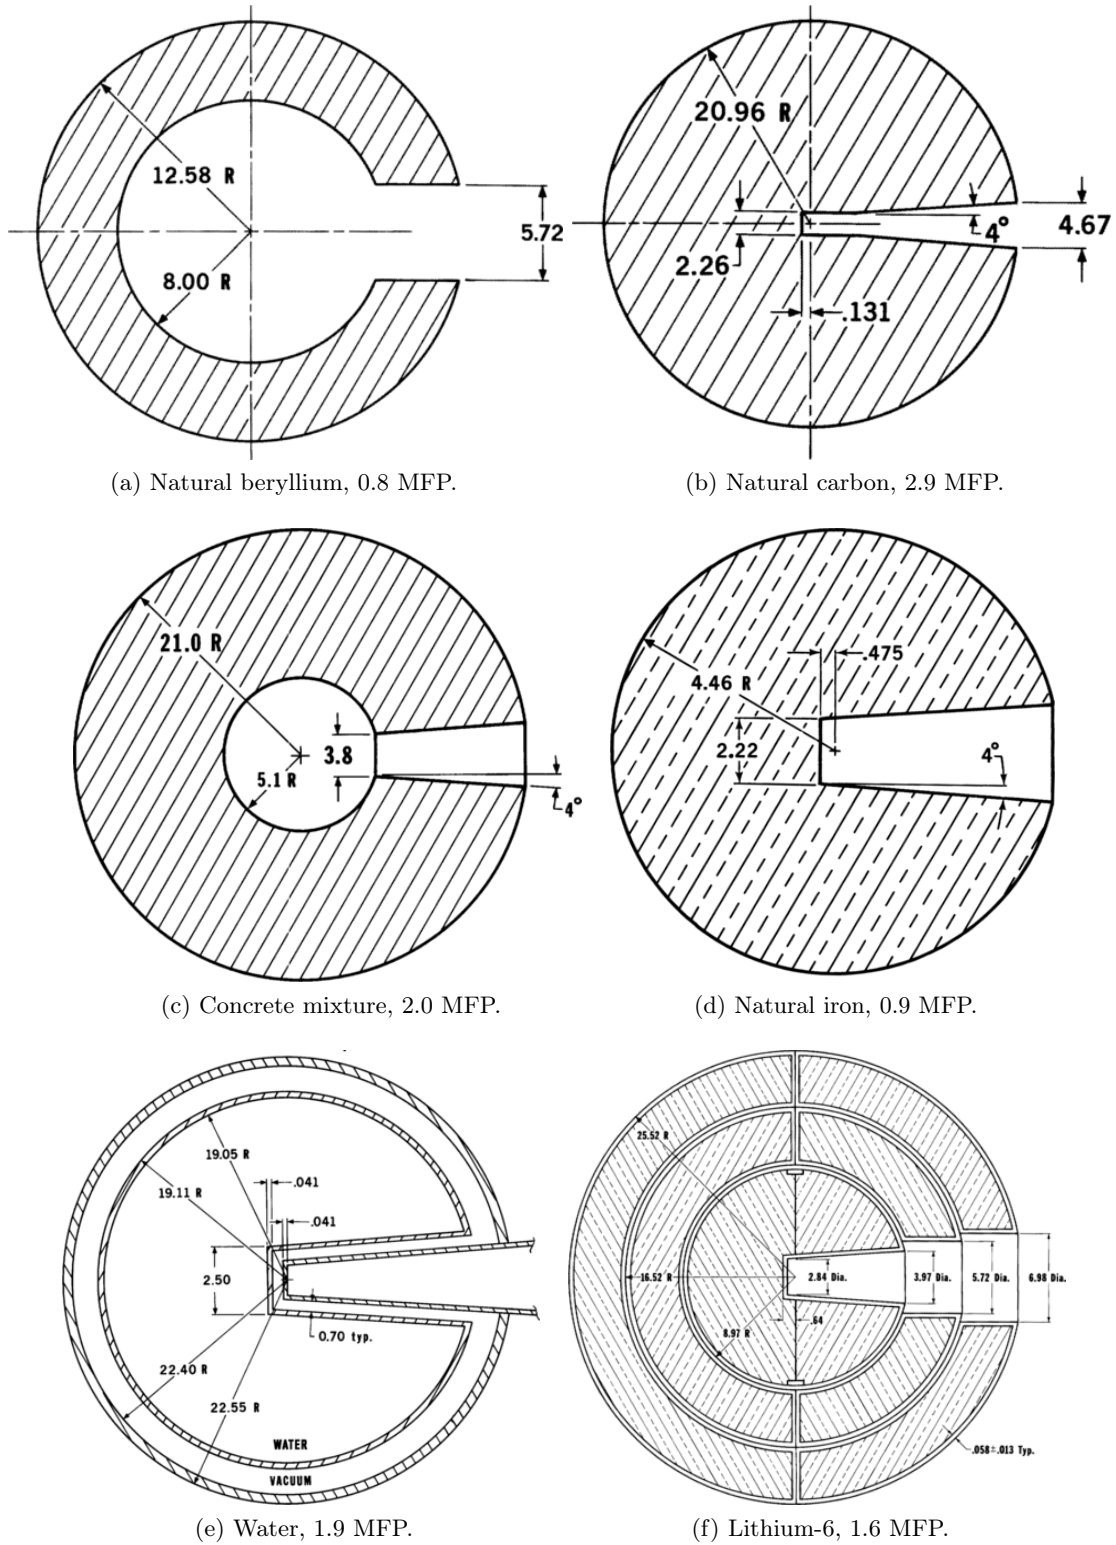 12.58 R
8.00 R
5.72
(a) Natural beryllium, 0.8 MFP.
20.96 R
4°
4.67
2.26
.131
(b) Natural carbon, 2.9 MFP.
21.0 R
3.8
5.1 R
4°
(c) Concrete mixture, 2.0 MFP.
.475
4.46 R
2.22
4°
(d) Natural iron, 0.9 MFP.
19.05 R
.041
19.11 R
.041
2.50
0.70 typ.
22.40 R
22.55 R
WATER
VACUUM
(e) Water, 1.9 MFP.
25.52 R
16.52 R
2.84 Dia.
3.97 Dia.
5.72 Dia.
6.98 Dia.
.64
8.97 R
.058±.013 Typ.
(f) Lithium-6, 1.6 MFP.